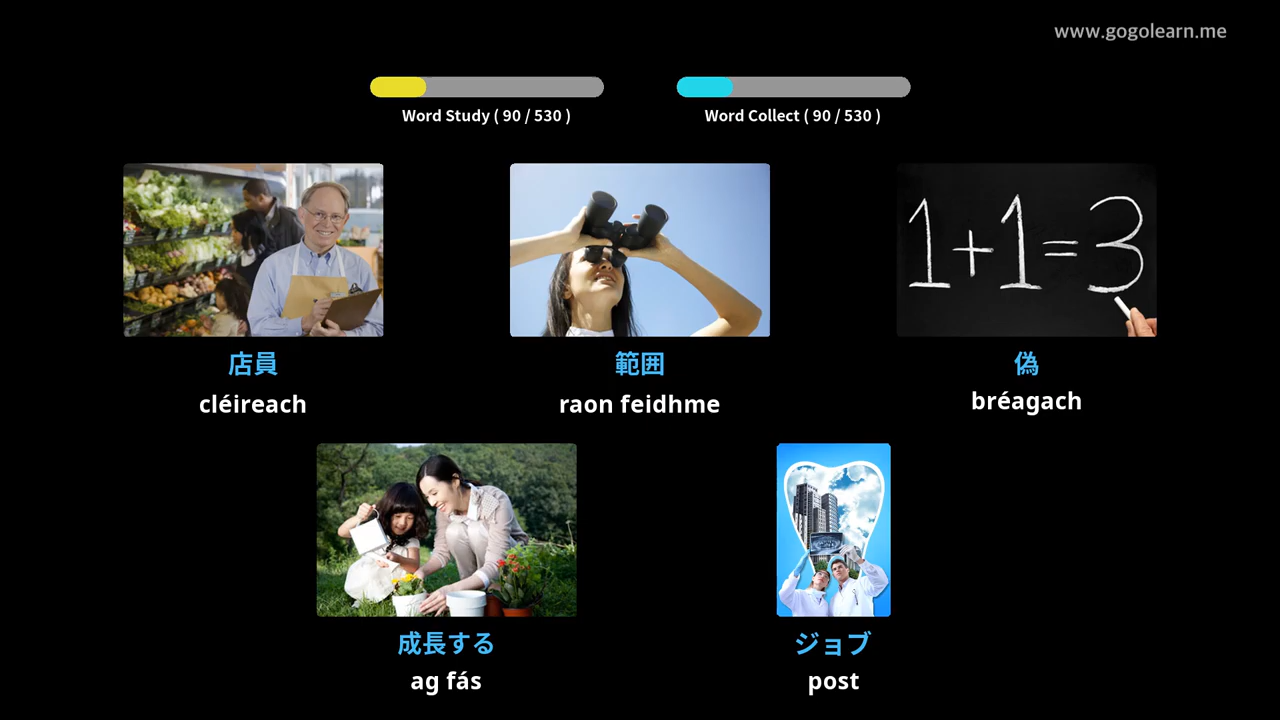 www.gogolearn.me
Word Study ( 90 / 530 )
Word Collect ( 90 / 530 )
1+1=3
店員
cléireach
範囲
raon feidhme
偽
bréagach
成長する
ag fás
ジョブ
post